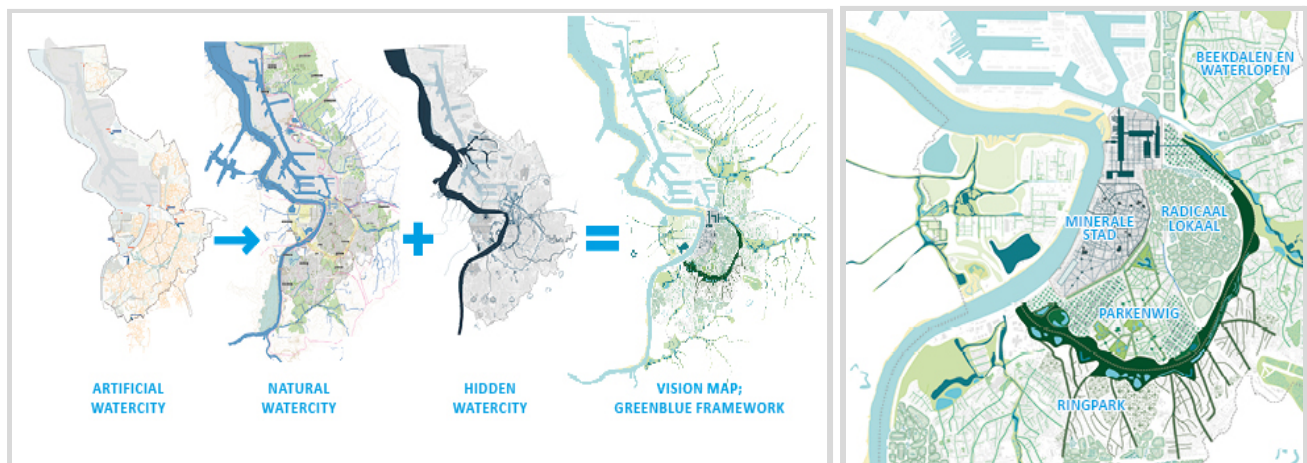 ARTIFICIAL
WATERCITY
NATURAL
WATERCITY
HIDDEN
WATERCITY
VISION MAP;
GREENBLUE FRAMEWORK
BEEKDALEN EN
WATERLOPEN
MINERALE
STAD
RADICAAL
LOKAAL
PARKENWIG
RINGPARK